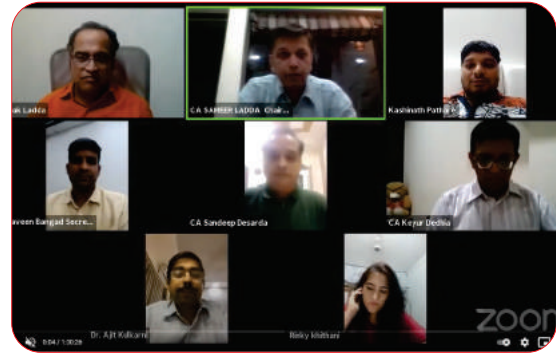 ak Ladda
CA SAMEER LADDA Chair...
Kashinath Patha
aveen Bangad Secre...
CA Sandeep Desarda
CA Keyur Dedhia
Dr. Ajit Kulkarni
Rinky khithani
zoom
0:04 / 1:00:28